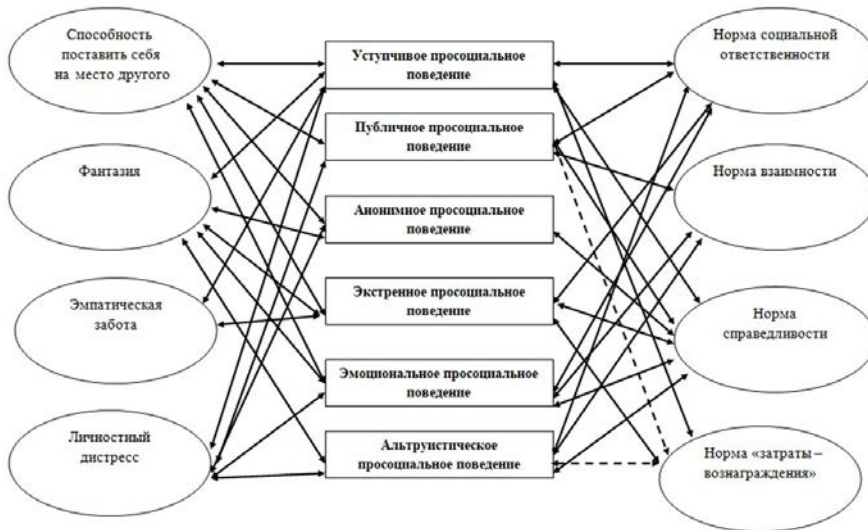 Способность
поставить себя
на место другого
Фантазия
Эмпатическая
забота
Личностный
дистресс
Уступчивое просоциальное
поведение
Публичное просоциальное
поведение
Анонимное просоциальное
поведение
Экстренное просоциальное
поведение
Эмоциональное просоциальное
поведение
Альтруистическое
просоциальное поведение
Норма социальной
ответственности
Норма взаимности
Норма
справедливости
Норма «затраты –
вознаграждения»